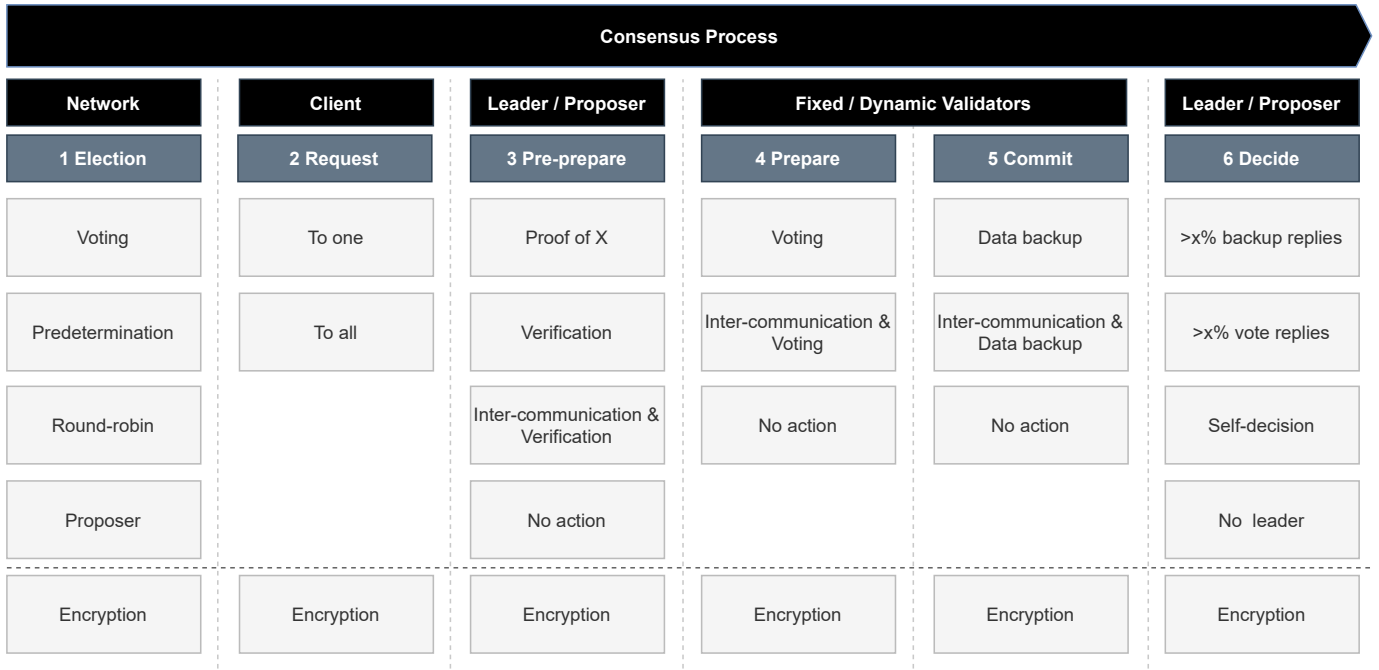 Consensus Process
Network
Client
Leader / Proposer
Fixed / Dynamic Validators
Leader / Proposer
1 Election
2 Request
3 Pre-prepare
4 Prepare
5 Commit
6 Decide
Voting
To one
Proof of X
Voting
Data backup
>x% backup replies
Predetermination
To all
Verification
Inter-communication &
Voting
Inter-communication &
Data backup
>x% vote replies
Round-robin
Inter-communication &
Verification
No action
No action
Self-decision
Proposer
No action
No leader
Encryption
Encryption
Encryption
Encryption
Encryption
Encryption